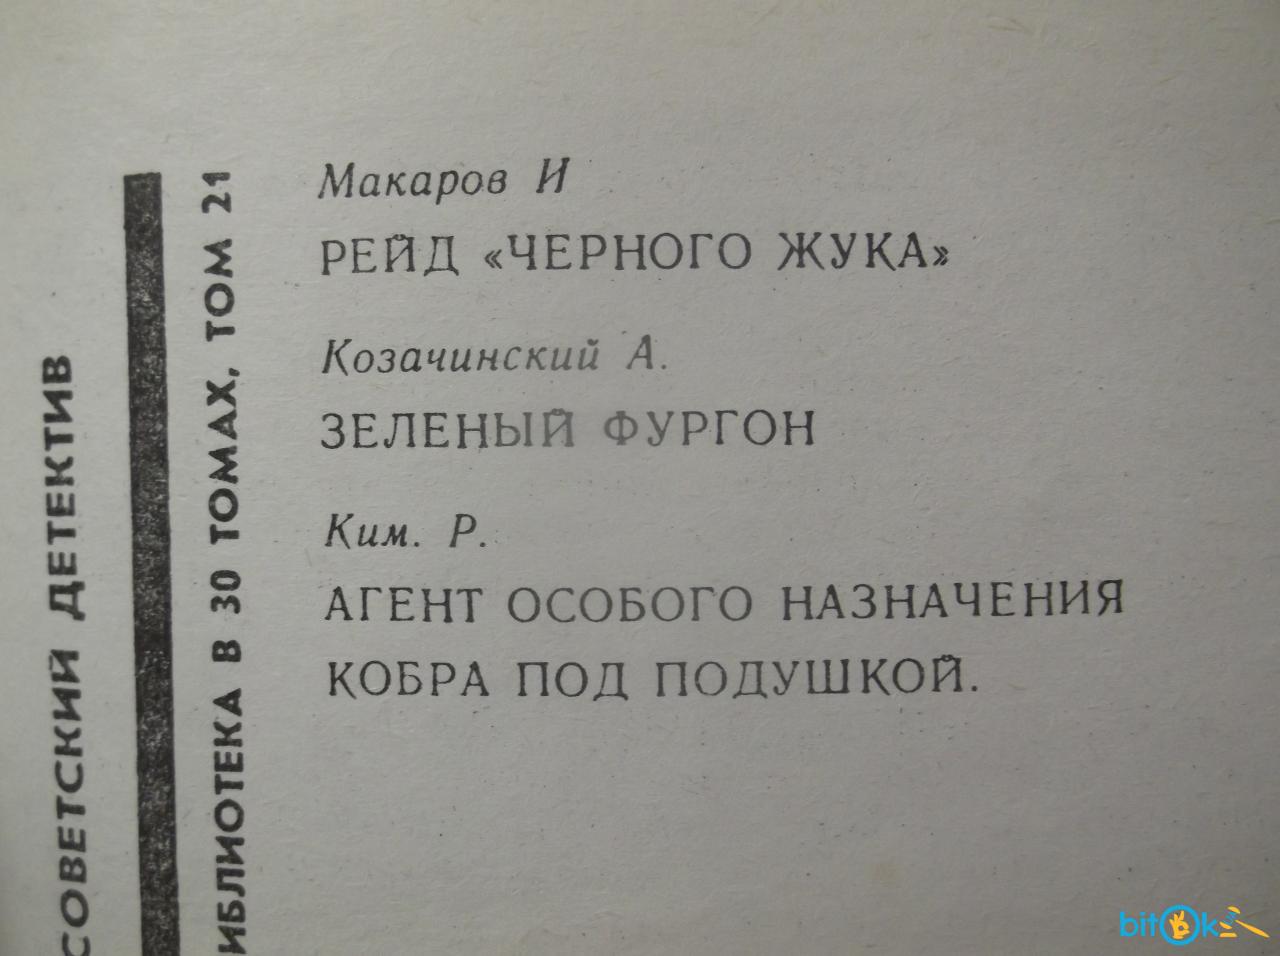 СОВЕТСКИЙ ДЕТЕКТИВ
ИБЛИОТЕКА В 30 ТОМАХ, ТОМ 21
Макаров И
РЕЙД «ЧЕРНОГО ЖУКА»
Козачинский А.
ЗЕЛЕНЫЙ ФУРГОН
Ким. Р.
АГЕНТ ОСОБОГО НАЗНАЧЕНИЯ
КОБРА ПОД ПОДУШКОЙ.
bitok